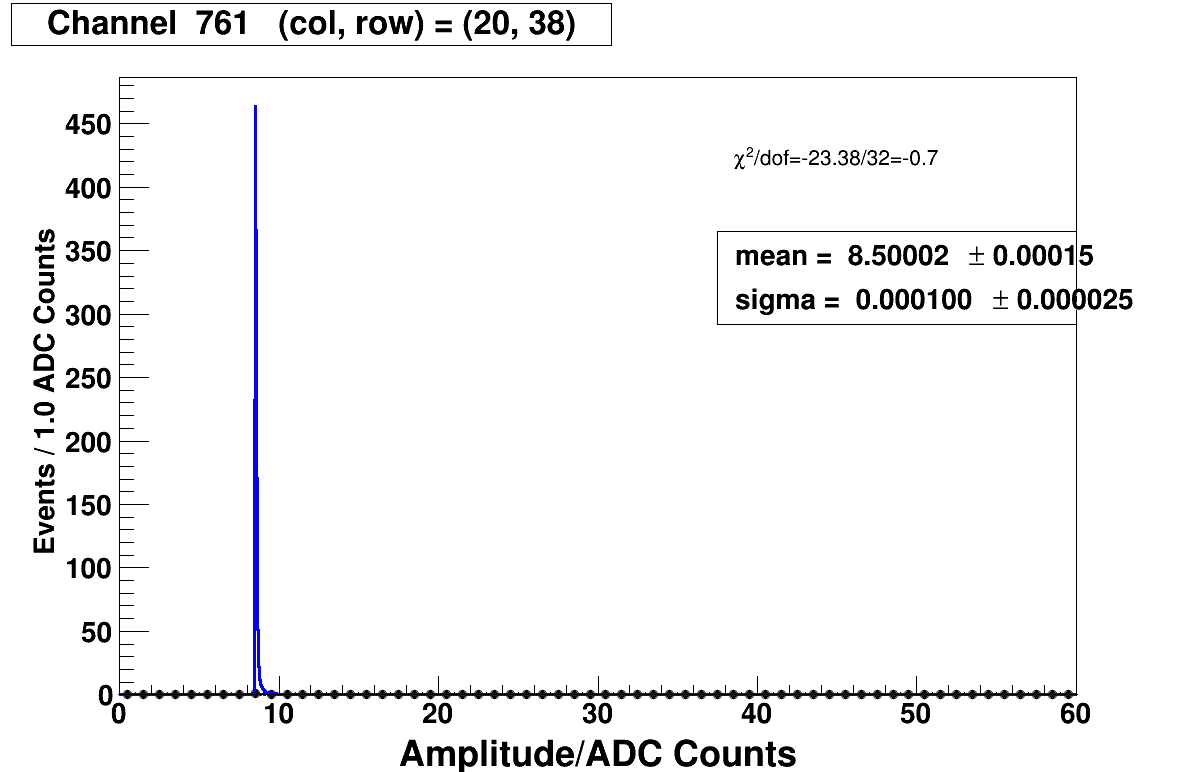 Channel 761 (col, row) = (20, 38)
χ²/dof=-23.38/32=-0.7
mean = 8.50002 ± 0.00015
sigma = 0.000100 ± 0.000025
Events / 1.0 ADC Counts
450
400
350
300
250
200
150
100
50
0
0 10 20 30 40 50 60
Amplitude/ADC Counts